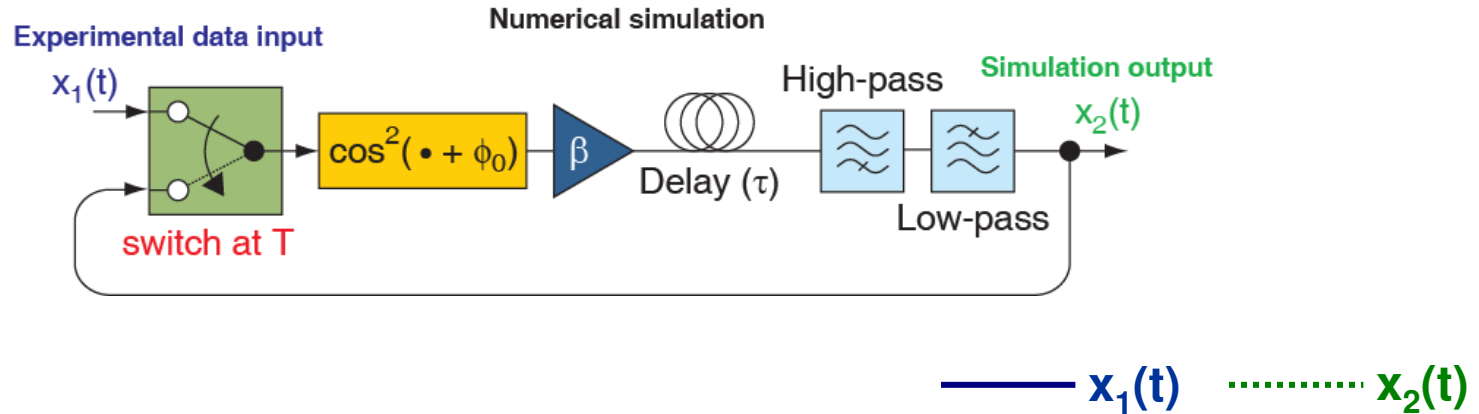 Numerical simulation
Experimental data input
x₁(t)
High-pass
Simulation output
x₂(t)
cos²(• + ϕ₀)
β
Delay (τ)
Low-pass
switch at T
x₁(t)
x₂(t)